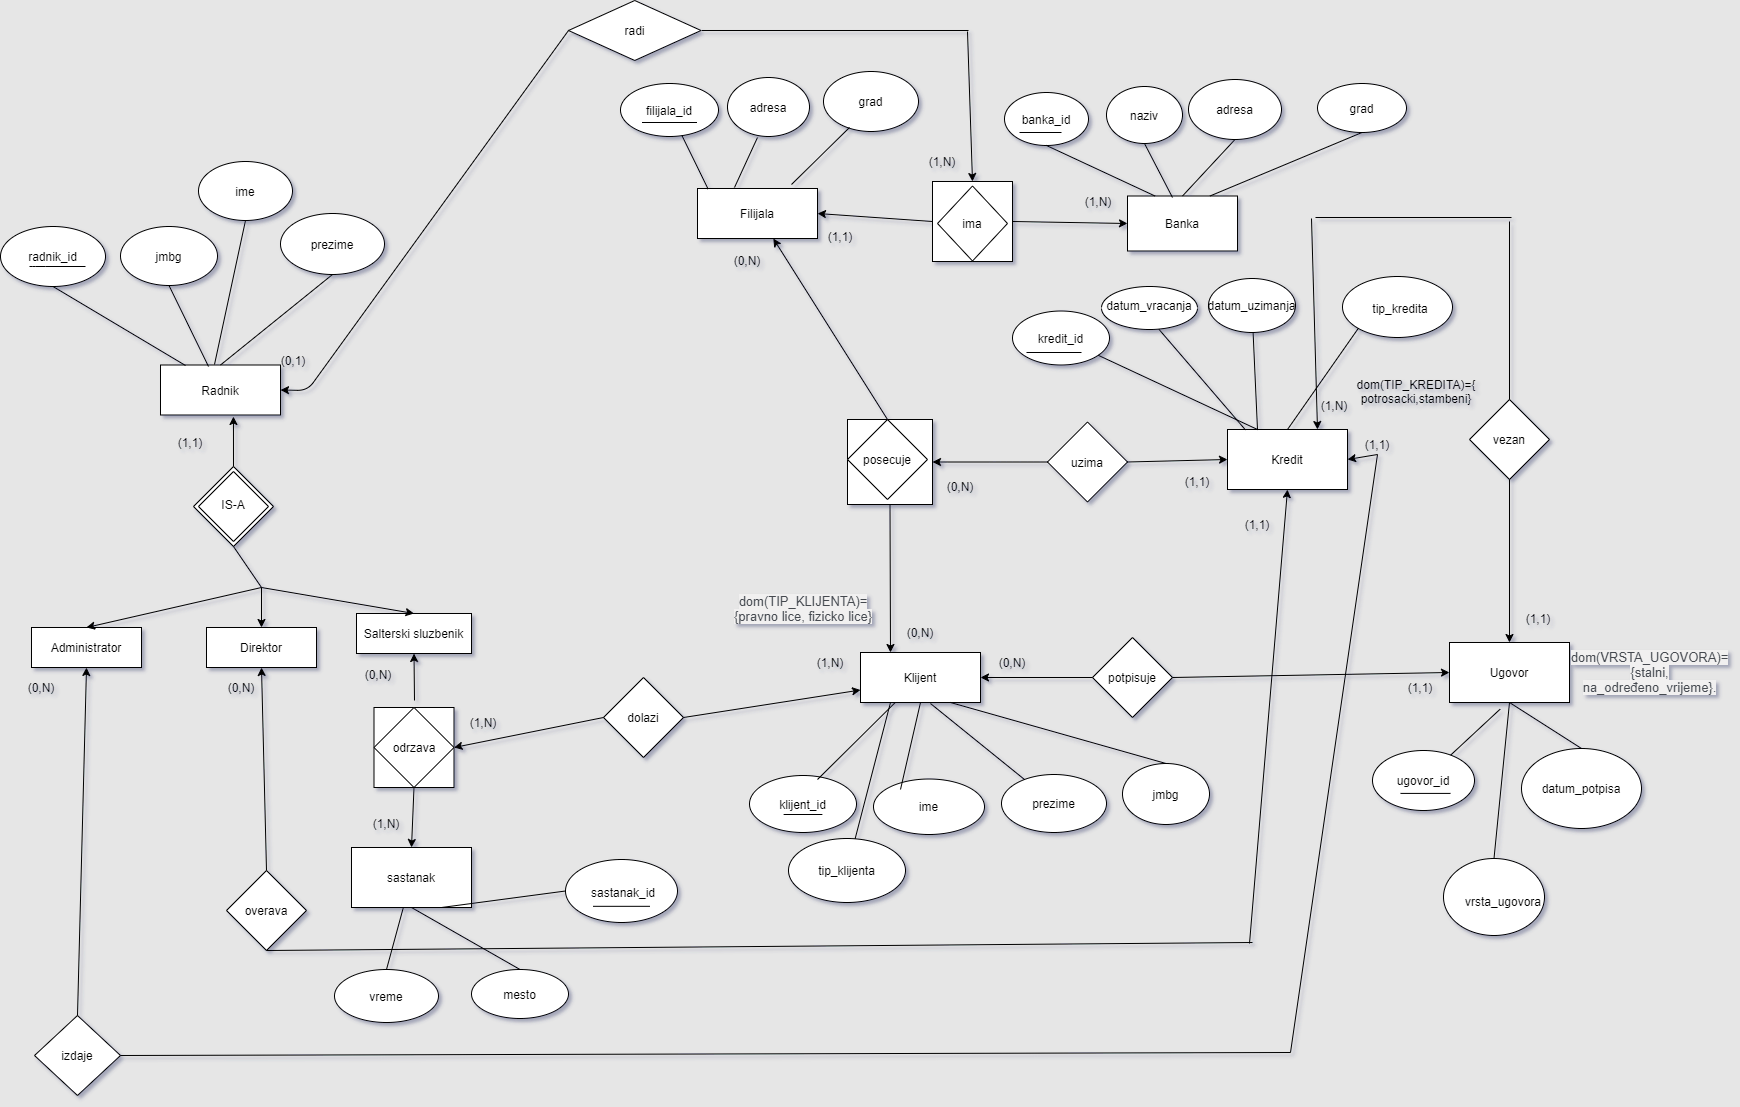 radi
filijala_id
adresa
grad
banka_id
naziv
adresa
grad
(1,N)
ime
radnik_id
jmbg
prezime
Filijala
(1,1)
(0,N)
ima
(1,N)
Banka
kredit_id
datum_vracanja
datum_uzimanja
tip_kredita
(0,1)
Radnik
dom(TIP_KREDITA)={
potrosacki,stambeni}
(1,N)
(1,1)
(1,1)
vezan
posecuje
(0,N)
uzima
(1,1)
Kredit
(1,1)
IS-A
dom(TIP_KLIJENTA)=
{pravno lice, fizicko lice}
(0,N)
(1,1)
Administrator
Direktor
Salterski sluzbenik
(0,N)
(0,N)
(0,N)
(1,N)
Klijent
(0,N)
potpisuje
(1,1)
Ugovor
dom(VRSTA_UGOVORA)=
{stalni,
na_određeno_vrijeme}.
odrzava
(1,N)
dolazi
klijent_id
ime
prezime
jmbg
tip_klijenta
ugovor_id
datum_potpisa
vrsta_ugovora
(1,N)
sastanak
sastanak_id
overava
vreme
mesto
izdaje